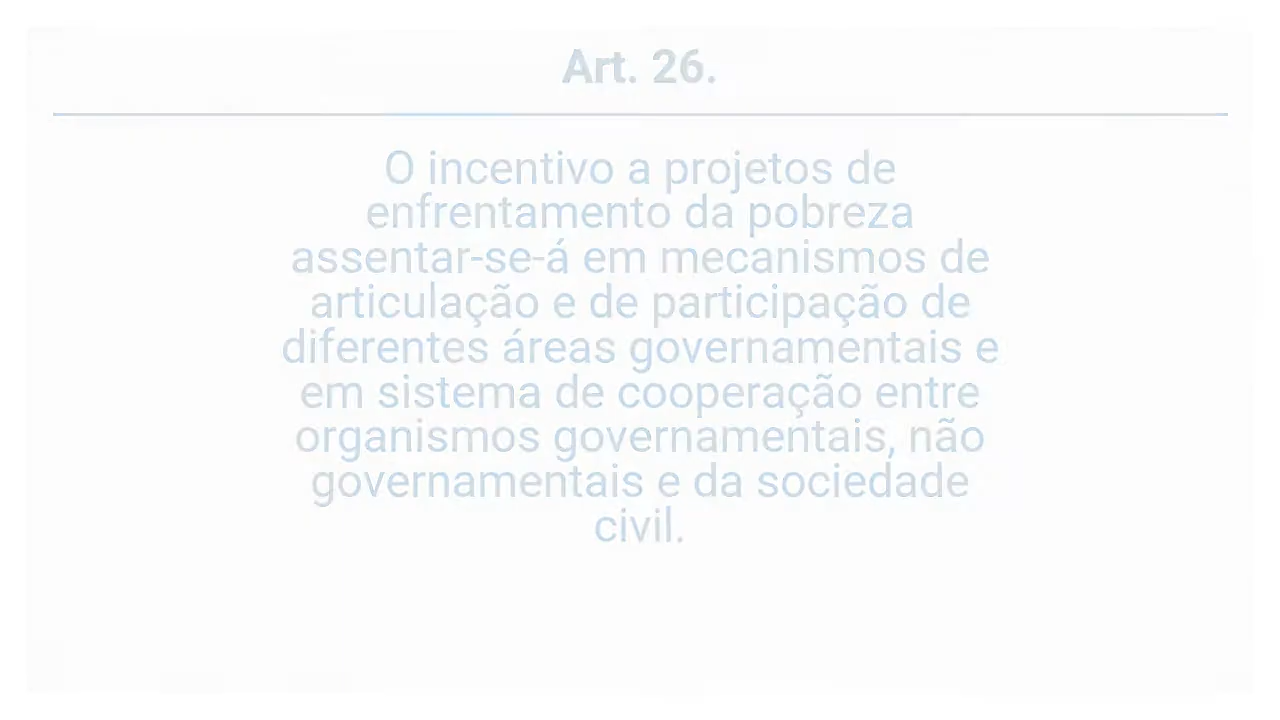 Art. 26.
O incentivo a projetos de
enfrentamento da pobreza
assentar-se-á em mecanismos de
articulação e de participação de
diferentes áreas governamentais e
em sistema de cooperação entre
organismos governamentais, não
governamentais e da sociedade
civil.